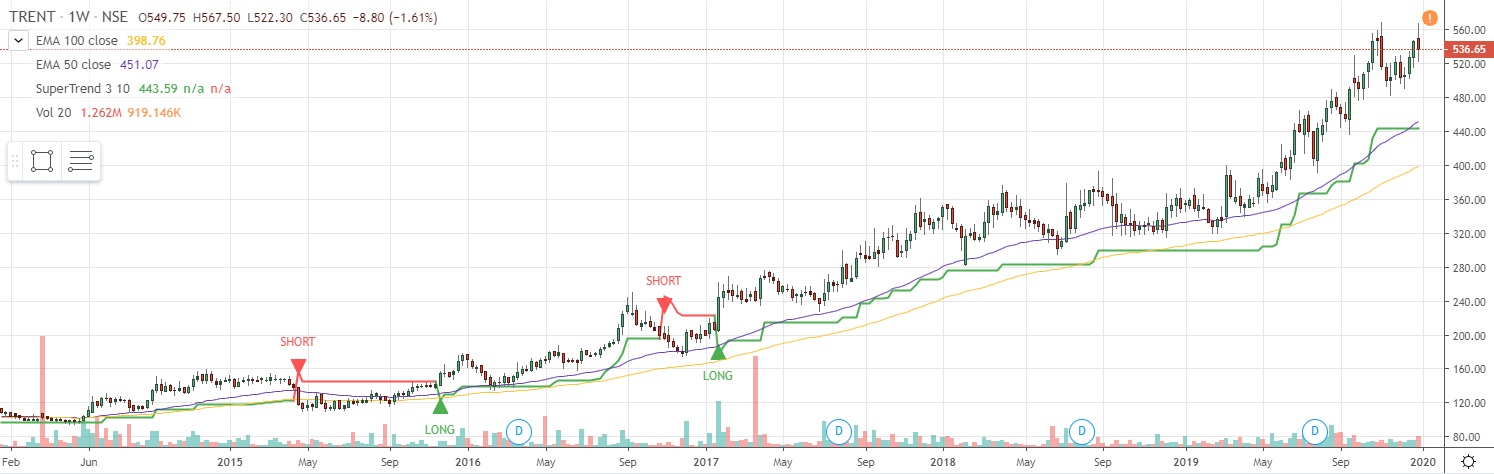 TRENT · 1W · NSE O549.75 H567.50 L522.30 C536.65 −8.80 (−1.61%)
EMA 100 close 398.76
EMA 50 close 451.07
SuperTrend 3 10 443.59 n/a n/a
Vol 20 1.262M 919.146K
!
560.00
536.65
520.00
480.00
440.00
400.00
360.00
320.00
280.00
240.00
200.00
160.00
120.00
80.00
SHORT
SHORT
LONG
LONG
D
D
D
D
Feb Jun 2015 May Sep 2016 May Sep 2017 May Sep 2018 May Sep 2019 May Sep 2020